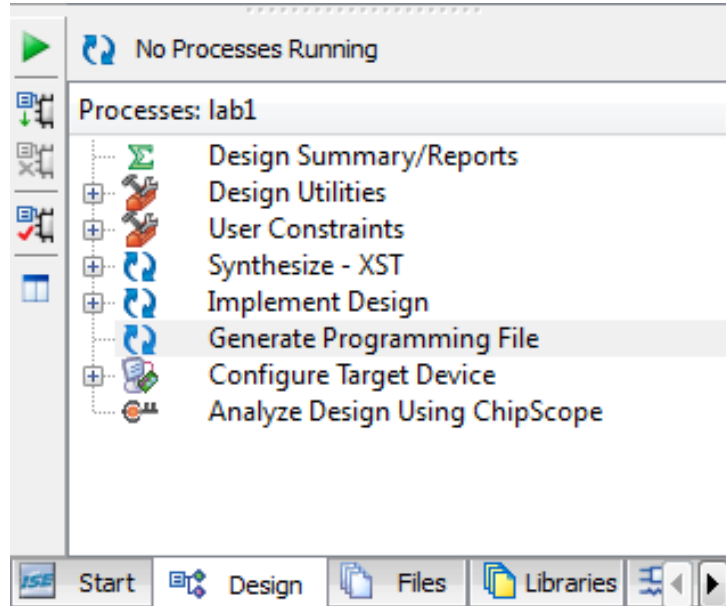 No Processes Running
Processes: lab1
Design Summary/Reports
Design Utilities
User Constraints
Synthesize - XST
Implement Design
Generate Programming File
Configure Target Device
Analyze Design Using ChipScope
ISE Start Design Files Libraries